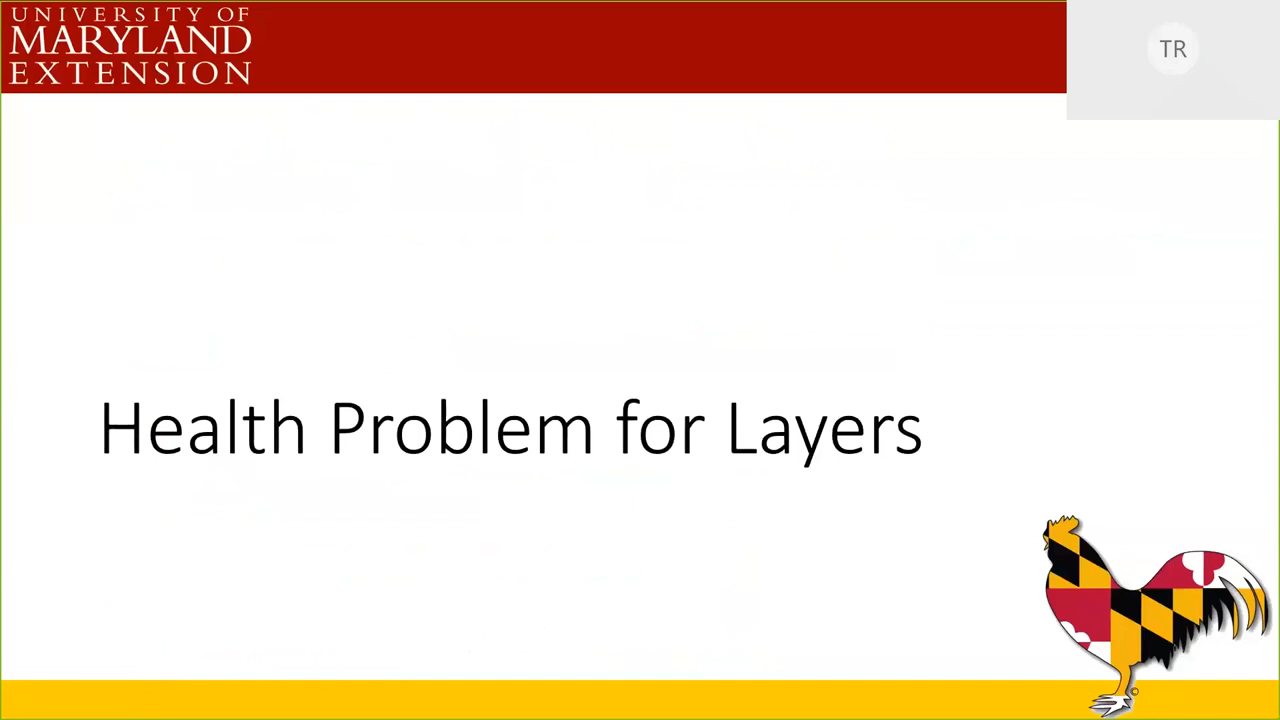 UNIVERSITY OF
MARYLAND
EXTENSION
TR
Health Problem for Layers
©